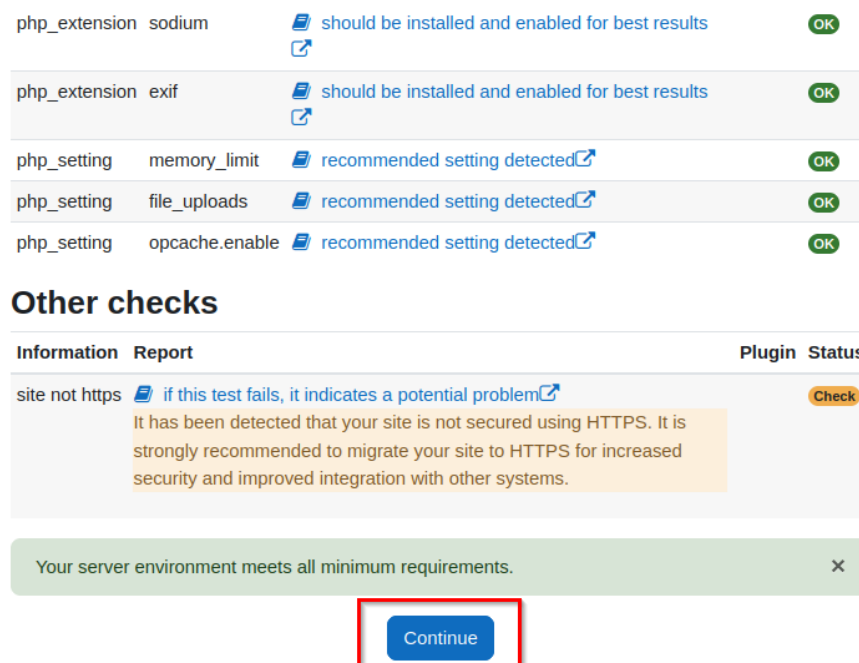 php_extension sodium should be installed and enabled for best results OK
php_extension exif should be installed and enabled for best results OK
php_setting memory_limit recommended setting detected OK
php_setting file_uploads recommended setting detected OK
php_setting opcache.enable recommended setting detected OK
Other checks
Information Report Plugin Status
site not https if this test fails, it indicates a potential problem Check
It has been detected that your site is not secured using HTTPS. It is
strongly recommended to migrate your site to HTTPS for increased
security and improved integration with other systems.
Your server environment meets all minimum requirements. ×
Continue